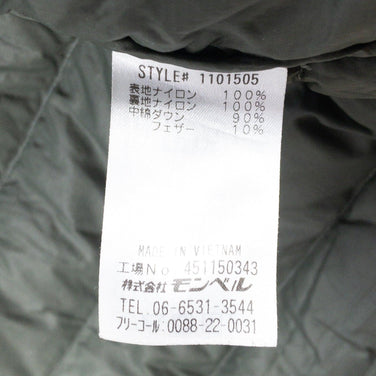 STYLE# 1101505
表地ナイロン 100%
裏地ナイロン 100%
中綿ダウン 90%
フェザー 10%
MADE IN VIETNAM
工場No. 451150343
株式会社 モンベル
TEL. 06-6531-3544
フリーコール: 0088-22-0031